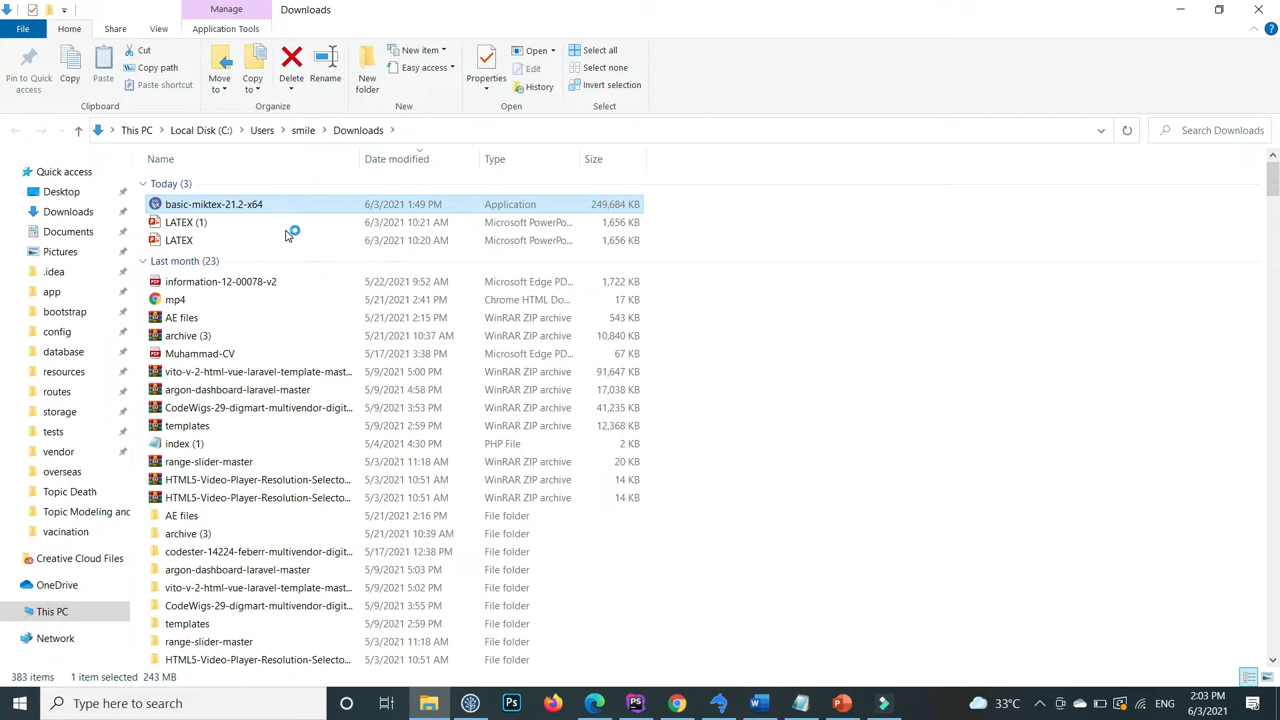 Manage
Downloads
File
Home
Share
View
Application Tools
Pin to Quick access
Copy
Paste
Cut
Copy path
Paste shortcut
Clipboard
Move to
Copy to
Delete
Rename
Organize
New folder
New item
Easy access
New
Properties
Open
Edit
History
Open
Select all
Select none
Invert selection
Select
This PC
Local Disk (C:)
Users
smile
Downloads
Search Downloads
Quick access
Desktop
Downloads
Documents
Pictures
.idea
app
bootstrap
config
database
resources
routes
storage
tests
vendor
overseas
Topic Death
Topic Modeling and
vacination
Creative Cloud Files
OneDrive
This PC
Network
Name Date modified Type Size
Today (3)
basic-miktex-21.2-x64 6/3/2021 1:49 PM Application 249,684 KB
LATEX (1) 6/3/2021 10:21 AM Microsoft PowerPo... 1,656 KB
LATEX 6/3/2021 10:20 AM Microsoft PowerPo... 1,656 KB
Last month (23)
information-12-00078-v2 5/22/2021 9:52 AM Microsoft Edge PD... 1,722 KB
mp4 5/21/2021 2:41 PM Chrome HTML Do... 17 KB
AE files 5/21/2021 2:15 PM WinRAR ZIP archive 543 KB
archive (3) 5/21/2021 10:37 AM WinRAR ZIP archive 10,840 KB
Muhammad-CV 5/17/2021 3:38 PM Microsoft Edge PD... 67 KB
vito-v-2-html-vue-laravel-template-mast... 5/9/2021 5:00 PM WinRAR ZIP archive 91,647 KB
argon-dashboard-laravel-master 5/9/2021 4:58 PM WinRAR ZIP archive 17,038 KB
CodeWigs-29-digmart-multivendor-digit... 5/9/2021 3:53 PM WinRAR ZIP archive 41,235 KB
templates 5/9/2021 2:59 PM WinRAR ZIP archive 12,368 KB
index (1) 5/4/2021 4:30 PM PHP File 2 KB
range-slider-master 5/3/2021 11:18 AM WinRAR ZIP archive 20 KB
HTML5-Video-Player-Resolution-Selecto... 5/3/2021 10:51 AM WinRAR ZIP archive 14 KB
HTML5-Video-Player-Resolution-Selecto... 5/3/2021 10:51 AM WinRAR ZIP archive 14 KB
AE files 5/21/2021 2:16 PM File folder
archive (3) 5/21/2021 10:39 AM File folder
codester-14224-feberr-multivendor-digit... 5/17/2021 12:38 PM File folder
argon-dashboard-laravel-master 5/9/2021 5:03 PM File folder
vito-v-2-html-vue-laravel-template-mast... 5/9/2021 5:02 PM File folder
CodeWigs-29-digmart-multivendor-digit... 5/9/2021 3:55 PM File folder
templates 5/9/2021 2:59 PM File folder
range-slider-master 5/3/2021 11:18 AM File folder
HTML5-Video-Player-Resolution-Selecto... 5/3/2021 10:51 AM File folder
383 items 1 item selected 243 MB
Type here to search
Ps
PS
33°C
ENG
2:03 PM
6/3/2021